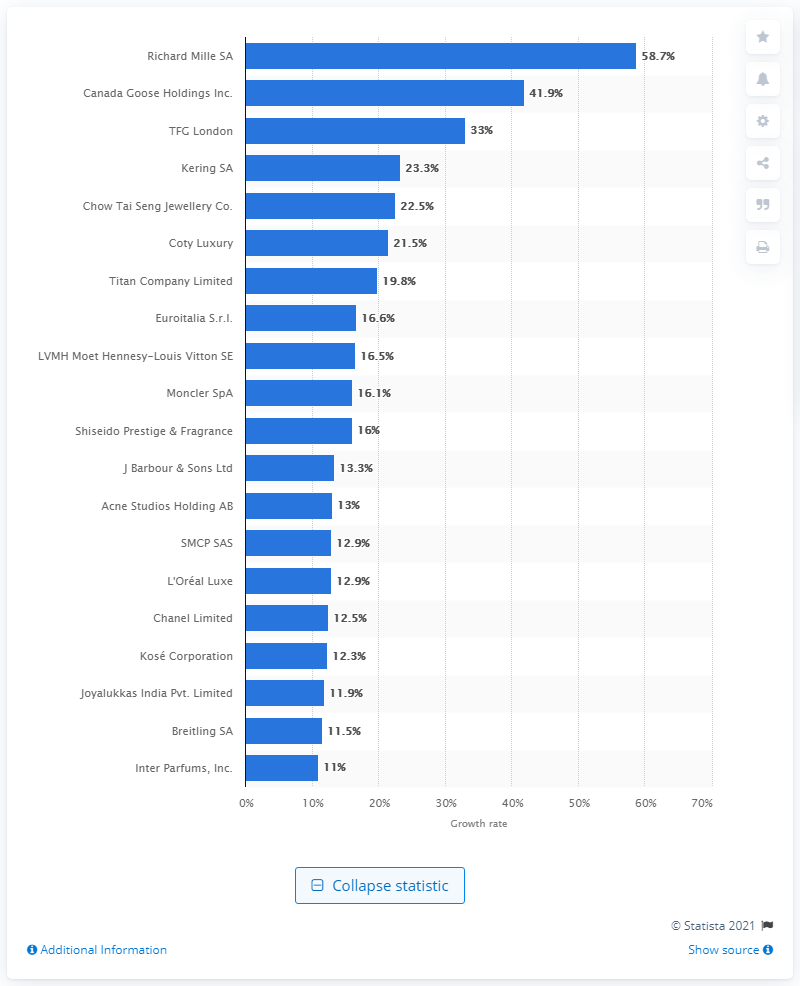 Richard Mille SA 58.7%
Canada Goose Holdings Inc. 41.9%
TFG London 33%
Kering SA 23.3%
Chow Tai Seng Jewellery Co. 22.5%
Coty Luxury 21.5%
Titan Company Limited 19.8%
Euroitalia S.r.l. 16.6%
LVMH Moet Hennesy-Louis Vitton SE 16.5%
Moncler SpA 16.1%
Shiseido Prestige & Fragrance 16%
J Barbour & Sons Ltd 13.3%
Acne Studios Holding AB 13%
SMCP SAS 12.9%
L'Oréal Luxe 12.9%
Chanel Limited 12.5%
Kosé Corporation 12.3%
Joyalukkas India Pvt. Limited 11.9%
Breitling SA 11.5%
Inter Parfums, Inc. 11%
0% 10% 20% 30% 40% 50% 60% 70%
Growth rate
Collapse statistic
© Statista 2021
Additional Information Show source